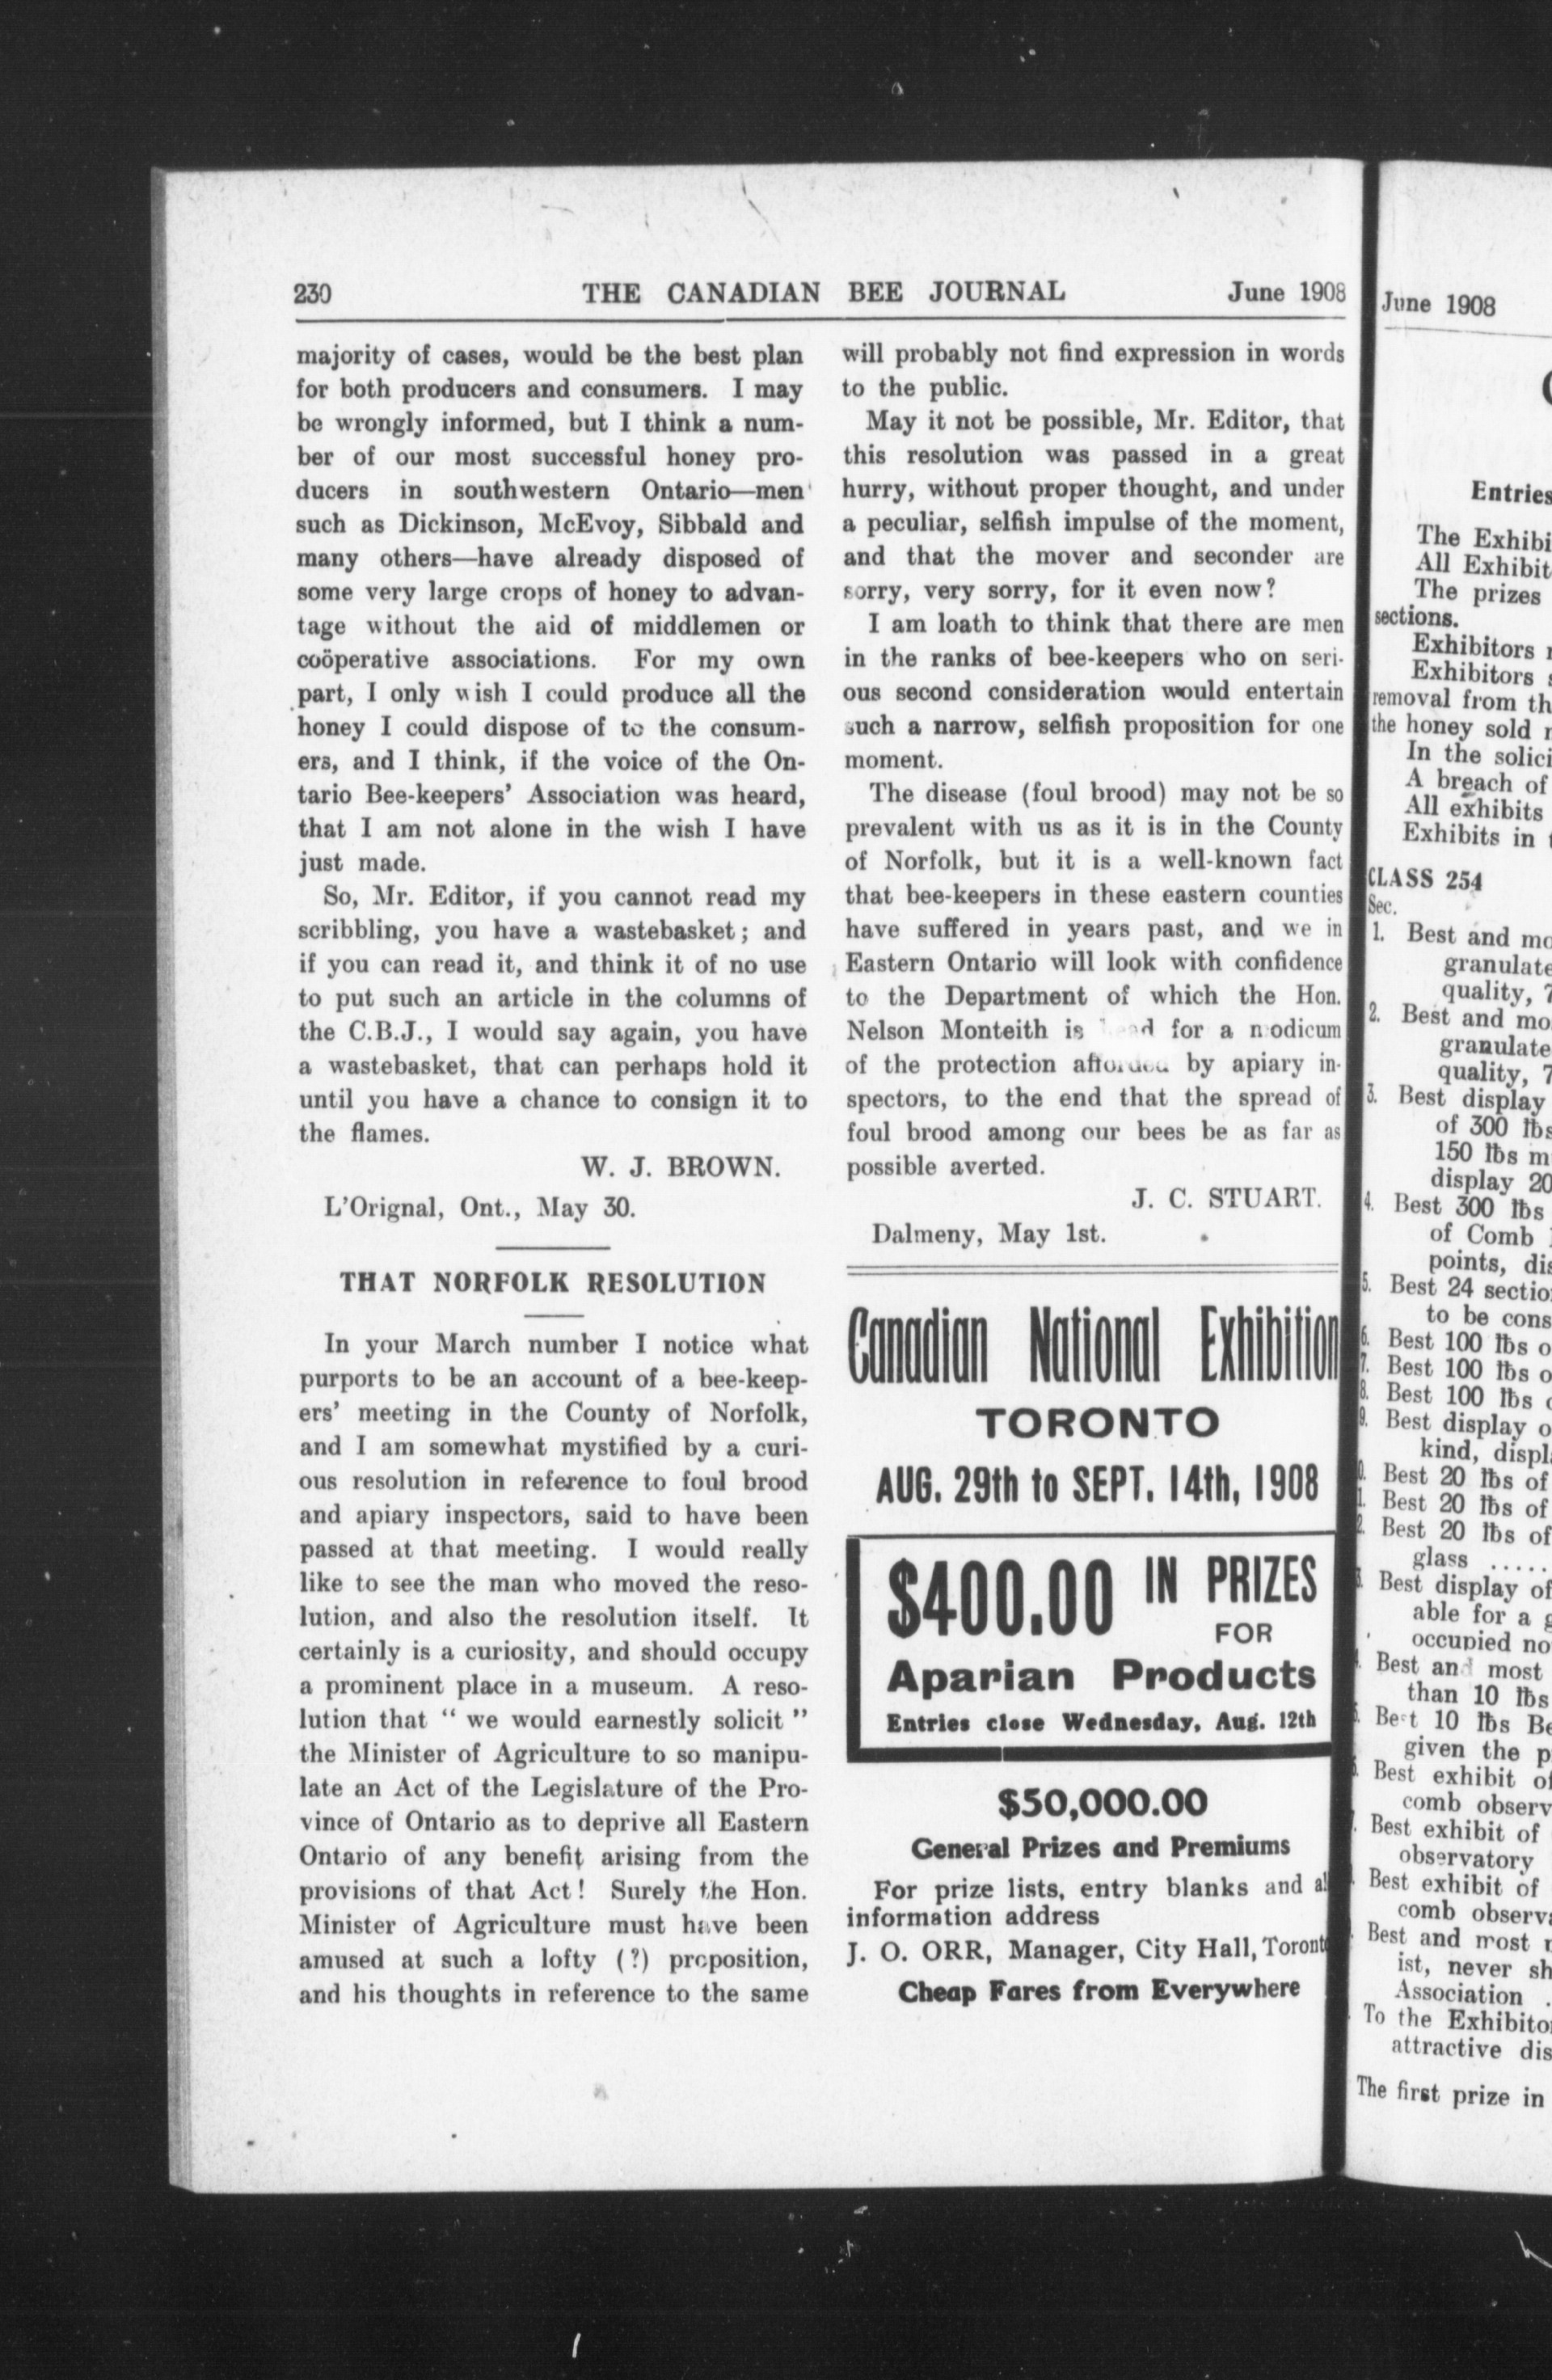 230 THE CANADIAN BEE JOURNAL June 1908
majority of cases, would be the best plan
for both producers and consumers. I may
be wrongly informed, but I think a num-
ber of our most successful honey pro-
ducers in southwestern Ontario—men
such as Dickinson, McEvoy, Sibbald and
many others—have already disposed of
some very large crops of honey to advan-
tage without the aid of middlemen or
coöperative associations. For my own
part, I only wish I could produce all the
honey I could dispose of to the consum-
ers, and I think, if the voice of the On-
tario Bee-keepers' Association was heard,
that I am not alone in the wish I have
just made.
So, Mr. Editor, if you cannot read my
scribbling, you have a wastebasket; and
if you can read it, and think it of no use
to put such an article in the columns of
the C.B.J., I would say again, you have
a wastebasket, that can perhaps hold it
until you have a chance to consign it to
the flames.
W. J. BROWN.
L'Orignal, Ont., May 30.
THAT NORFOLK RESOLUTION
In your March number I notice what
purports to be an account of a bee-keep-
ers' meeting in the County of Norfolk,
and I am somewhat mystified by a curi-
ous resolution in reference to foul brood
and apiary inspectors, said to have been
passed at that meeting. I would really
like to see the man who moved the reso-
lution, and also the resolution itself. It
certainly is a curiosity, and should occupy
a prominent place in a museum. A reso-
lution that " we would earnestly solicit "
the Minister of Agriculture to so manipu-
late an Act of the Legislature of the Pro-
vince of Ontario as to deprive all Eastern
Ontario of any benefit arising from the
provisions of that Act! Surely the Hon.
Minister of Agriculture must have been
amused at such a lofty (?) proposition,
and his thoughts in reference to the same
will probably not find expression in words
to the public.
May it not be possible, Mr. Editor, that
this resolution was passed in a great
hurry, without proper thought, and under
a peculiar, selfish impulse of the moment,
and that the mover and seconder are
sorry, very sorry, for it even now?
I am loath to think that there are men
in the ranks of bee-keepers who on seri-
ous second consideration would entertain
such a narrow, selfish proposition for one
moment.
The disease (foul brood) may not be so
prevalent with us as it is in the County
of Norfolk, but it is a well-known fact
that bee-keepers in these eastern counties
have suffered in years past, and we in
Eastern Ontario will look with confidence
to the Department of which the Hon.
Nelson Monteith is head for a modicum
of the protection afforded by apiary in-
spectors, to the end that the spread of
foul brood among our bees be as far as
possible averted.
J. C. STUART.
Dalmeny, May 1st.
Canadian National Exhibition
TORONTO
AUG. 29th to SEPT. 14th, 1908
$400.00 IN PRIZES
FOR
Aparian Products
Entries close Wednesday, Aug. 12th
$50,000.00
General Prizes and Premiums
For prize lists, entry blanks and al
information address
J. O. ORR, Manager, City Hall, Toront
Cheap Fares from Everywhere
June 1908
Entries
The Exhibi
All Exhibit
The prizes
sections.
Exhibitors
Exhibitors
removal from th
the honey sold
In the solici
A breach of
All exhibits
Exhibits in
CLASS 254
Sec.
1. Best and mo
granulate
quality, 7
2. Best and mo
granulate
quality, 7
3. Best display
of 300 lbs
150 lbs m
display 20
4. Best 300 lbs
of Comb
points, dis
5. Best 24 sectio
to be cons
6. Best 100 lbs o
7. Best 100 lbs o
8. Best 100 lbs
9. Best display o
kind, displ
Best 20 lbs of
Best 20 lbs of
Best 20 lbs of
glass .....
Best display of
able for a g
occupied no
Best and most
than 10 lbs
Best 10 lbs Be
given the p
Best exhibit of
comb observ
Best exhibit of
observatory
Best exhibit of
comb observ
Best and most
ist, never sh
Association .
To the Exhibito
attractive dis
The first prize in